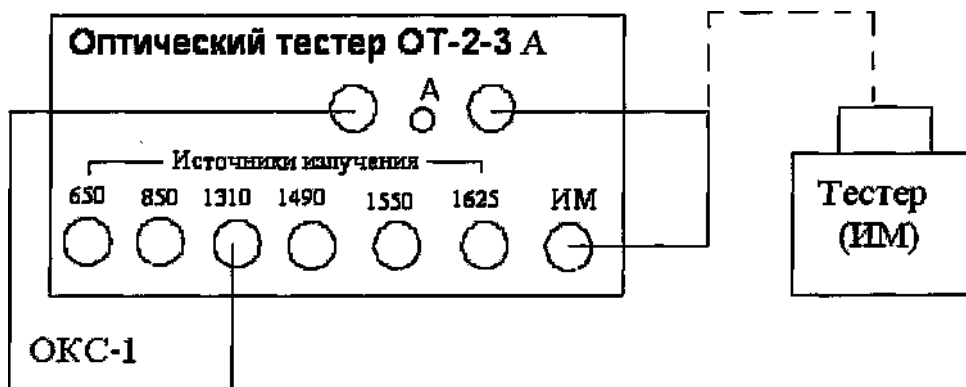 Оптический тестер ОТ-2-3 А
А
Источники излучения
650 850 1310 1490 1550 1625 ИМ
Тестер
(ИМ)
ОКС-1